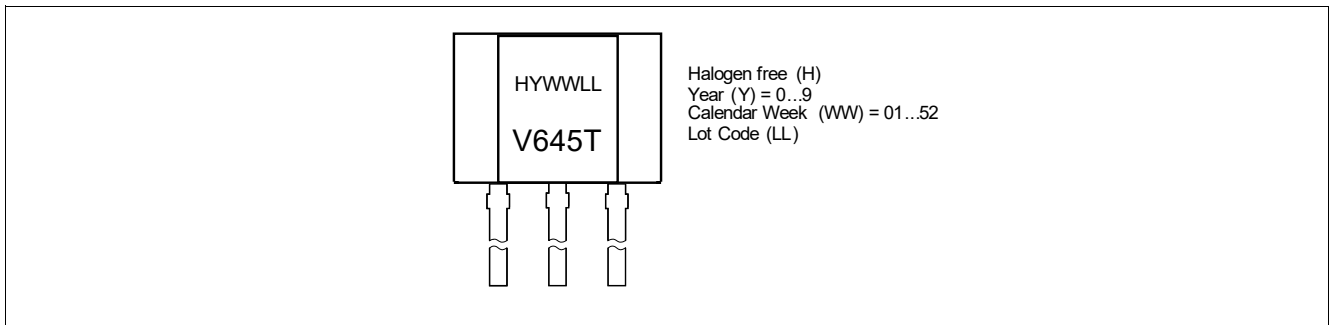 HYWWLL
V645T
Halogen free (H)
Year (Y) = 0...9
Calendar Week (WW) = 01...52
Lot Code (LL)